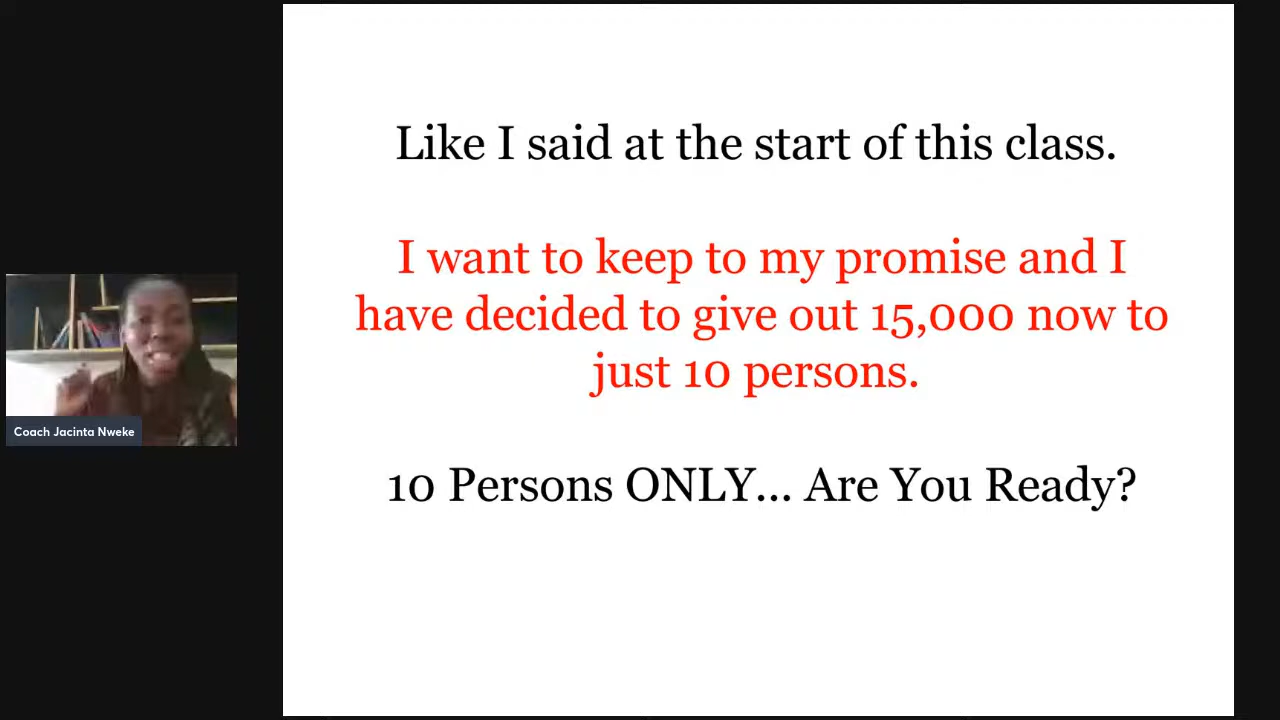 Like I said at the start of this class.
I want to keep to my promise and I
have decided to give out 15,000 now to
just 10 persons.
Coach Jacinta Nweke
10 Persons ONLY... Are You Ready?